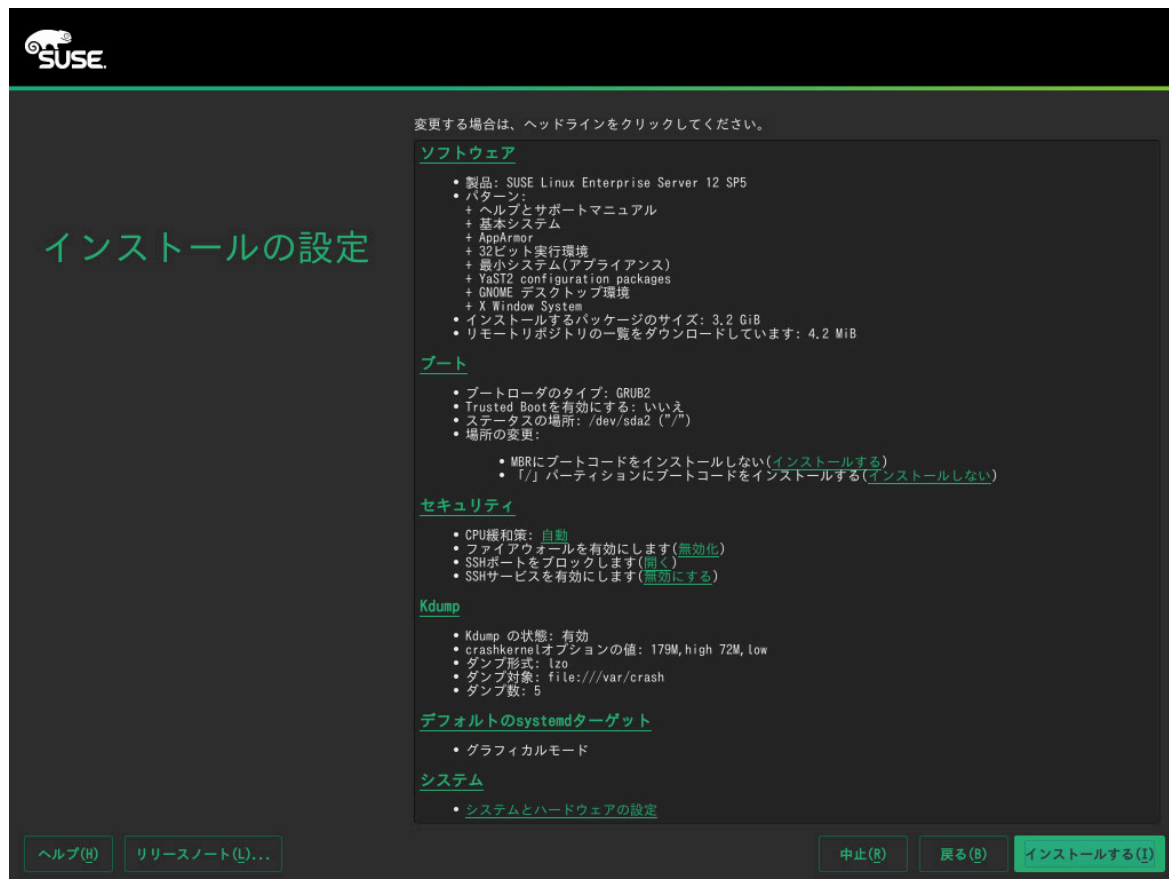 SUSE.
変更する場合は、ヘッドラインをクリックしてください。
インストールの設定
ソフトウェア
• 製品: SUSE Linux Enterprise Server 12 SP5
• パターン:
+ ヘルプとサポートマニュアル
+ 基本システム
+ AppArmor
+ 32ビット実行環境
+ 最小システム(アプライアンス)
+ YaST2 configuration packages
+ GNOME デスクトップ環境
+ X Window System
• インストールするパッケージのサイズ: 3.2 GiB
• リモートリポジトリの一覧をダウンロードしています: 4.2 MiB
ブート
• ブートローダのタイプ: GRUB2
• Trusted Bootを有効にする: いいえ
• ステータスの場所: /dev/sda2 ("/")
• 場所の変更:
• MBRにブートコードをインストールしない(インストールする)
• 「/」パーティションにブートコードをインストールする(インストールしない)
セキュリティ
• CPU緩和策: 自動
• ファイアウォールを有効にします(無効化)
• SSHポートをブロックします(開く)
• SSHサービスを有効にします(無効にする)
Kdump
• Kdump の状態: 有効
• crashkernelオプションの値: 179M,high 72M,low
• ダンプ形式: lzo
• ダンプ対象: file:///var/crash
• ダンプ数: 5
デフォルトのsystemdターゲット
• グラフィカルモード
システム
• システムとハードウェアの設定
ヘルプ(H) リリースノート(L)... 中止(R) 戻る(B) インストールする(I)